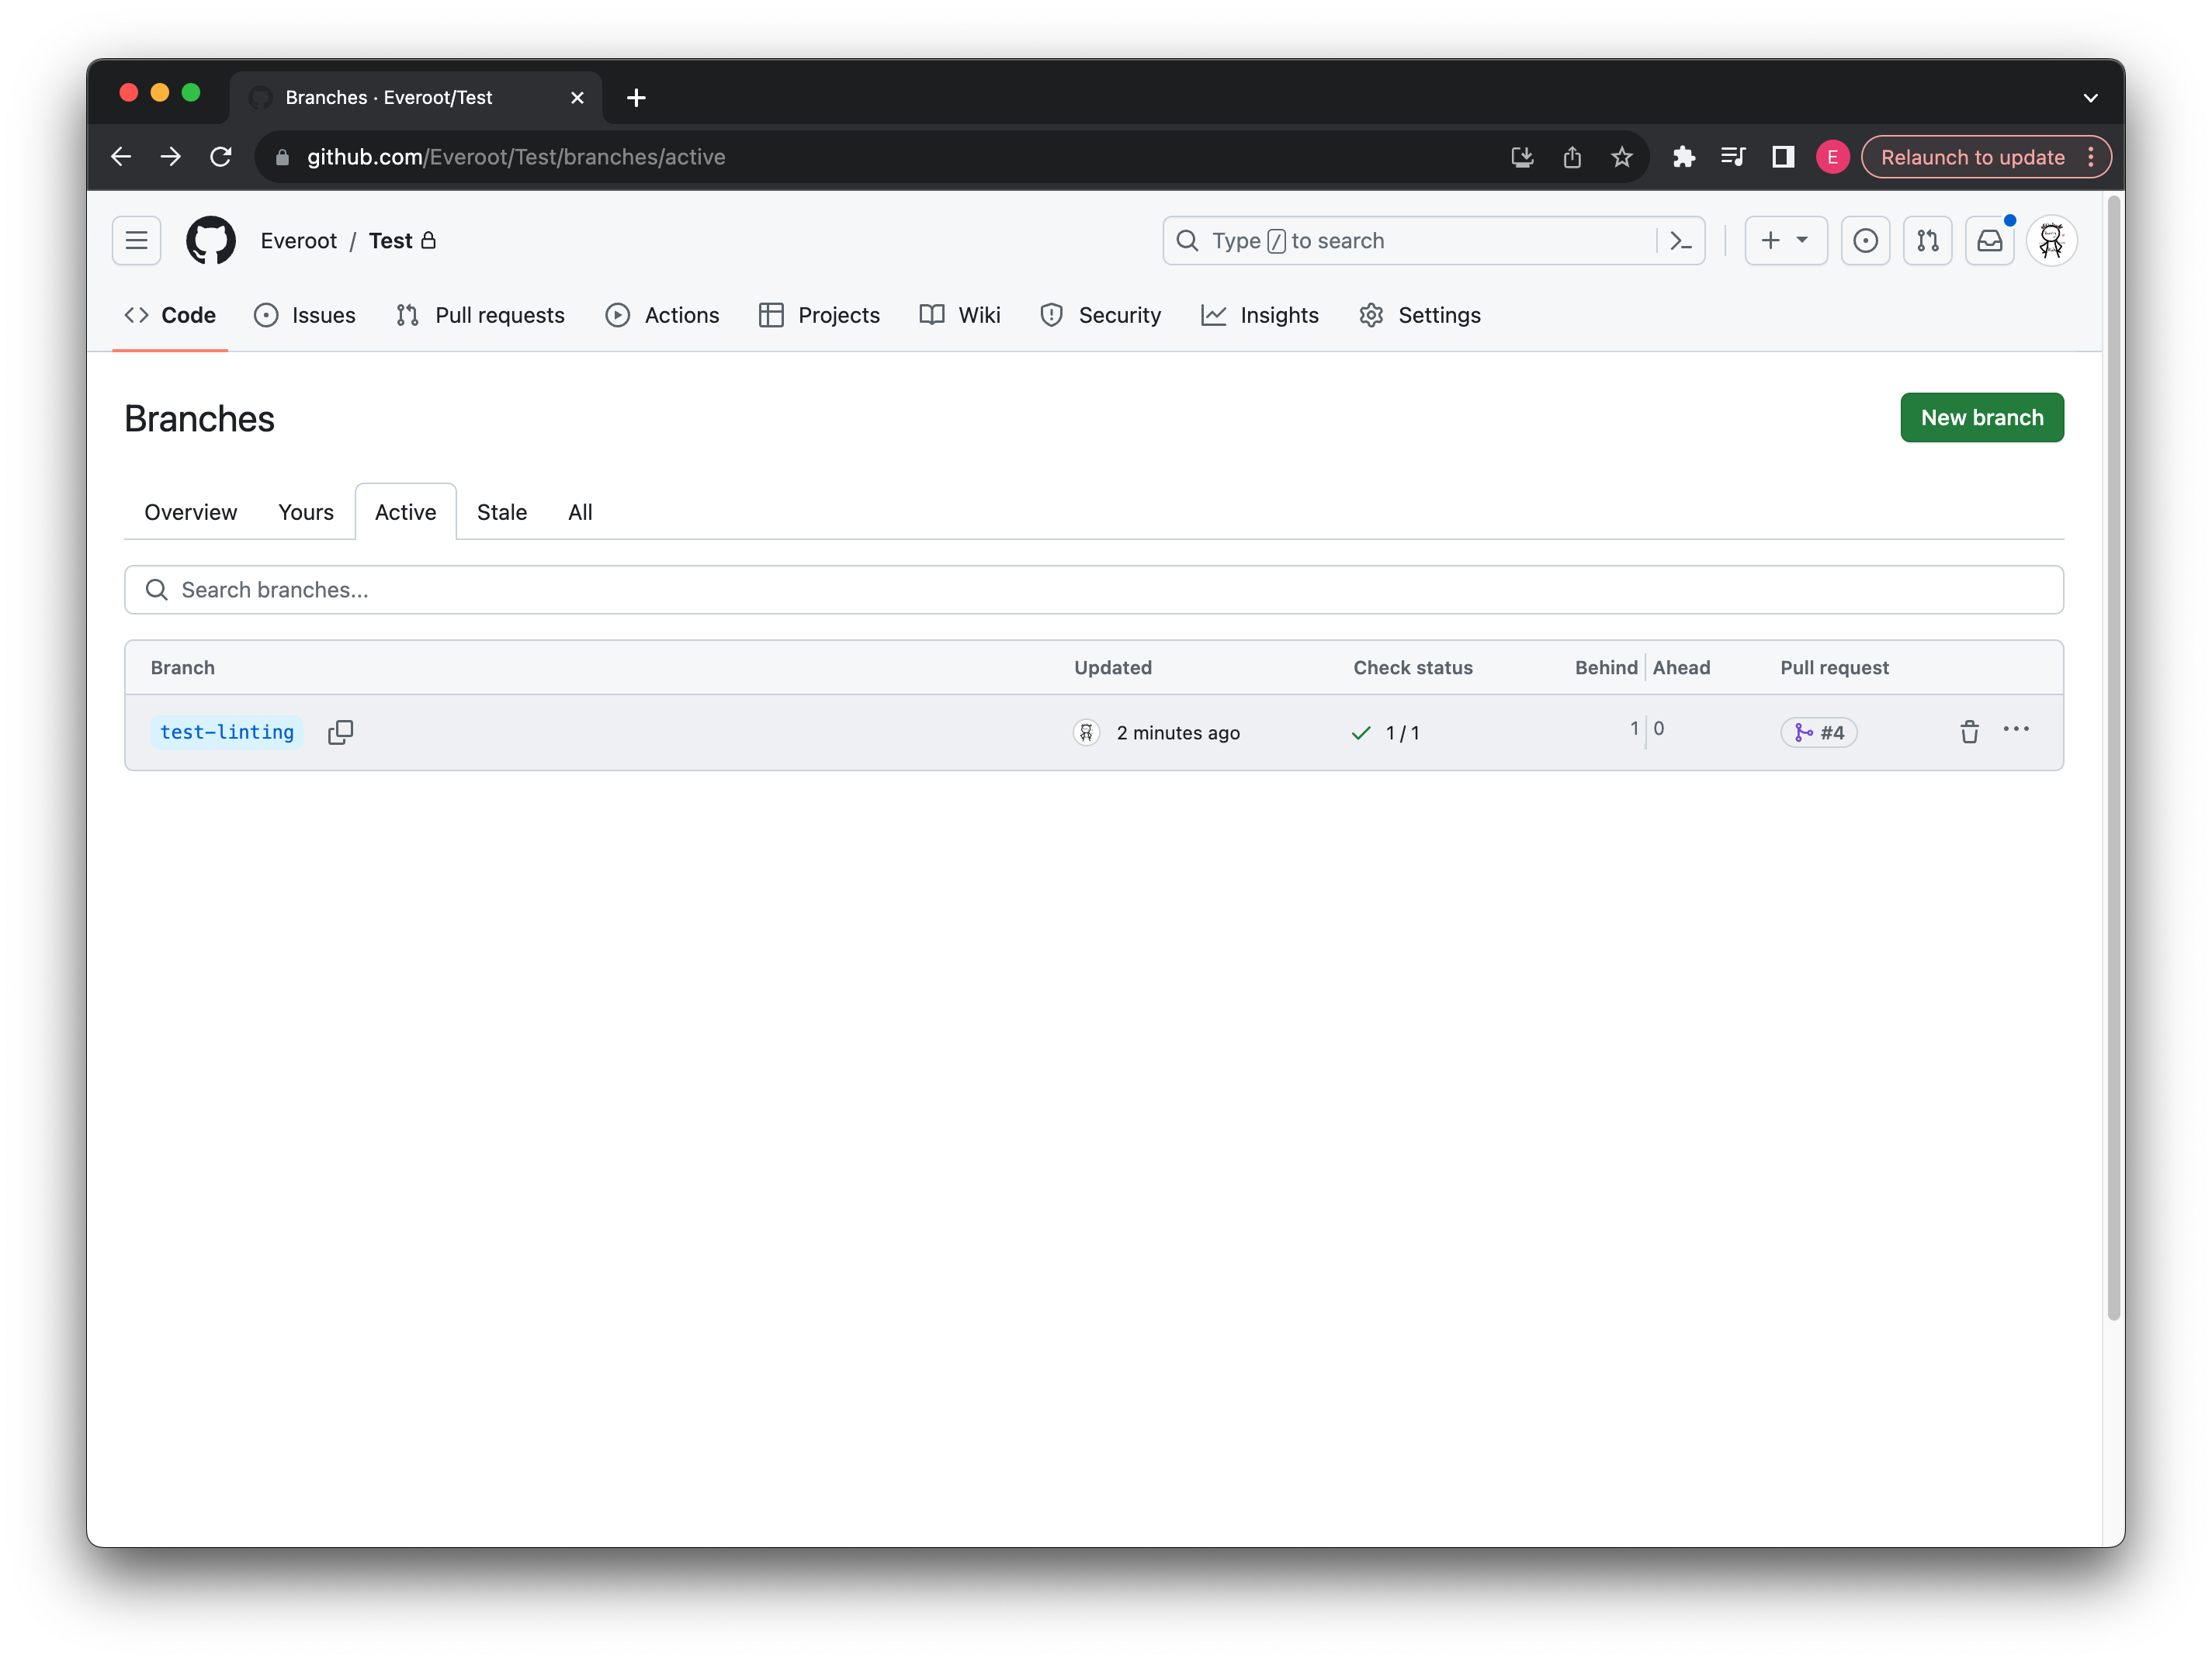 Branches · Everoot/Test
github.com/Everoot/Test/branches/active
E
Relaunch to update
Everoot / Test
Type / to search
Code
Issues
Pull requests
Actions
Projects
Wiki
Security
Insights
Settings
Branches
New branch
Overview
Yours
Active
Stale
All
Search branches...
Branch
Updated
Check status
Behind
Ahead
Pull request
test-linting
2 minutes ago
1 / 1
1
0
#4